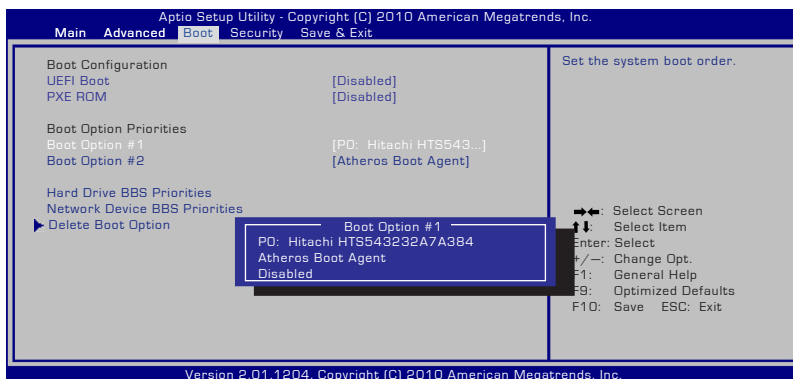 Aptio Setup Utility - Copyright (C) 2010 American Megatrends, Inc.
Main Advanced Boot Security Save & Exit
Boot Configuration
UEFI Boot [Disabled]
PXE ROM [Disabled]
Boot Option Priorities
Boot Option #1 [P0: Hitachi HTS543...]
Boot Option #2 [Atheros Boot Agent]
Hard Drive BBS Priorities
Network Device BBS Priorities
Delete Boot Option
Boot Option #1
P0: Hitachi HTS543232A7A384
Atheros Boot Agent
Disabled
Set the system boot order.
→←: Select Screen
↑↓: Select Item
Enter: Select
+/—: Change Opt.
F1: General Help
F9: Optimized Defaults
F10: Save ESC: Exit
Version 2.01.1204. Copyright (C) 2010 American Megatrends, Inc.